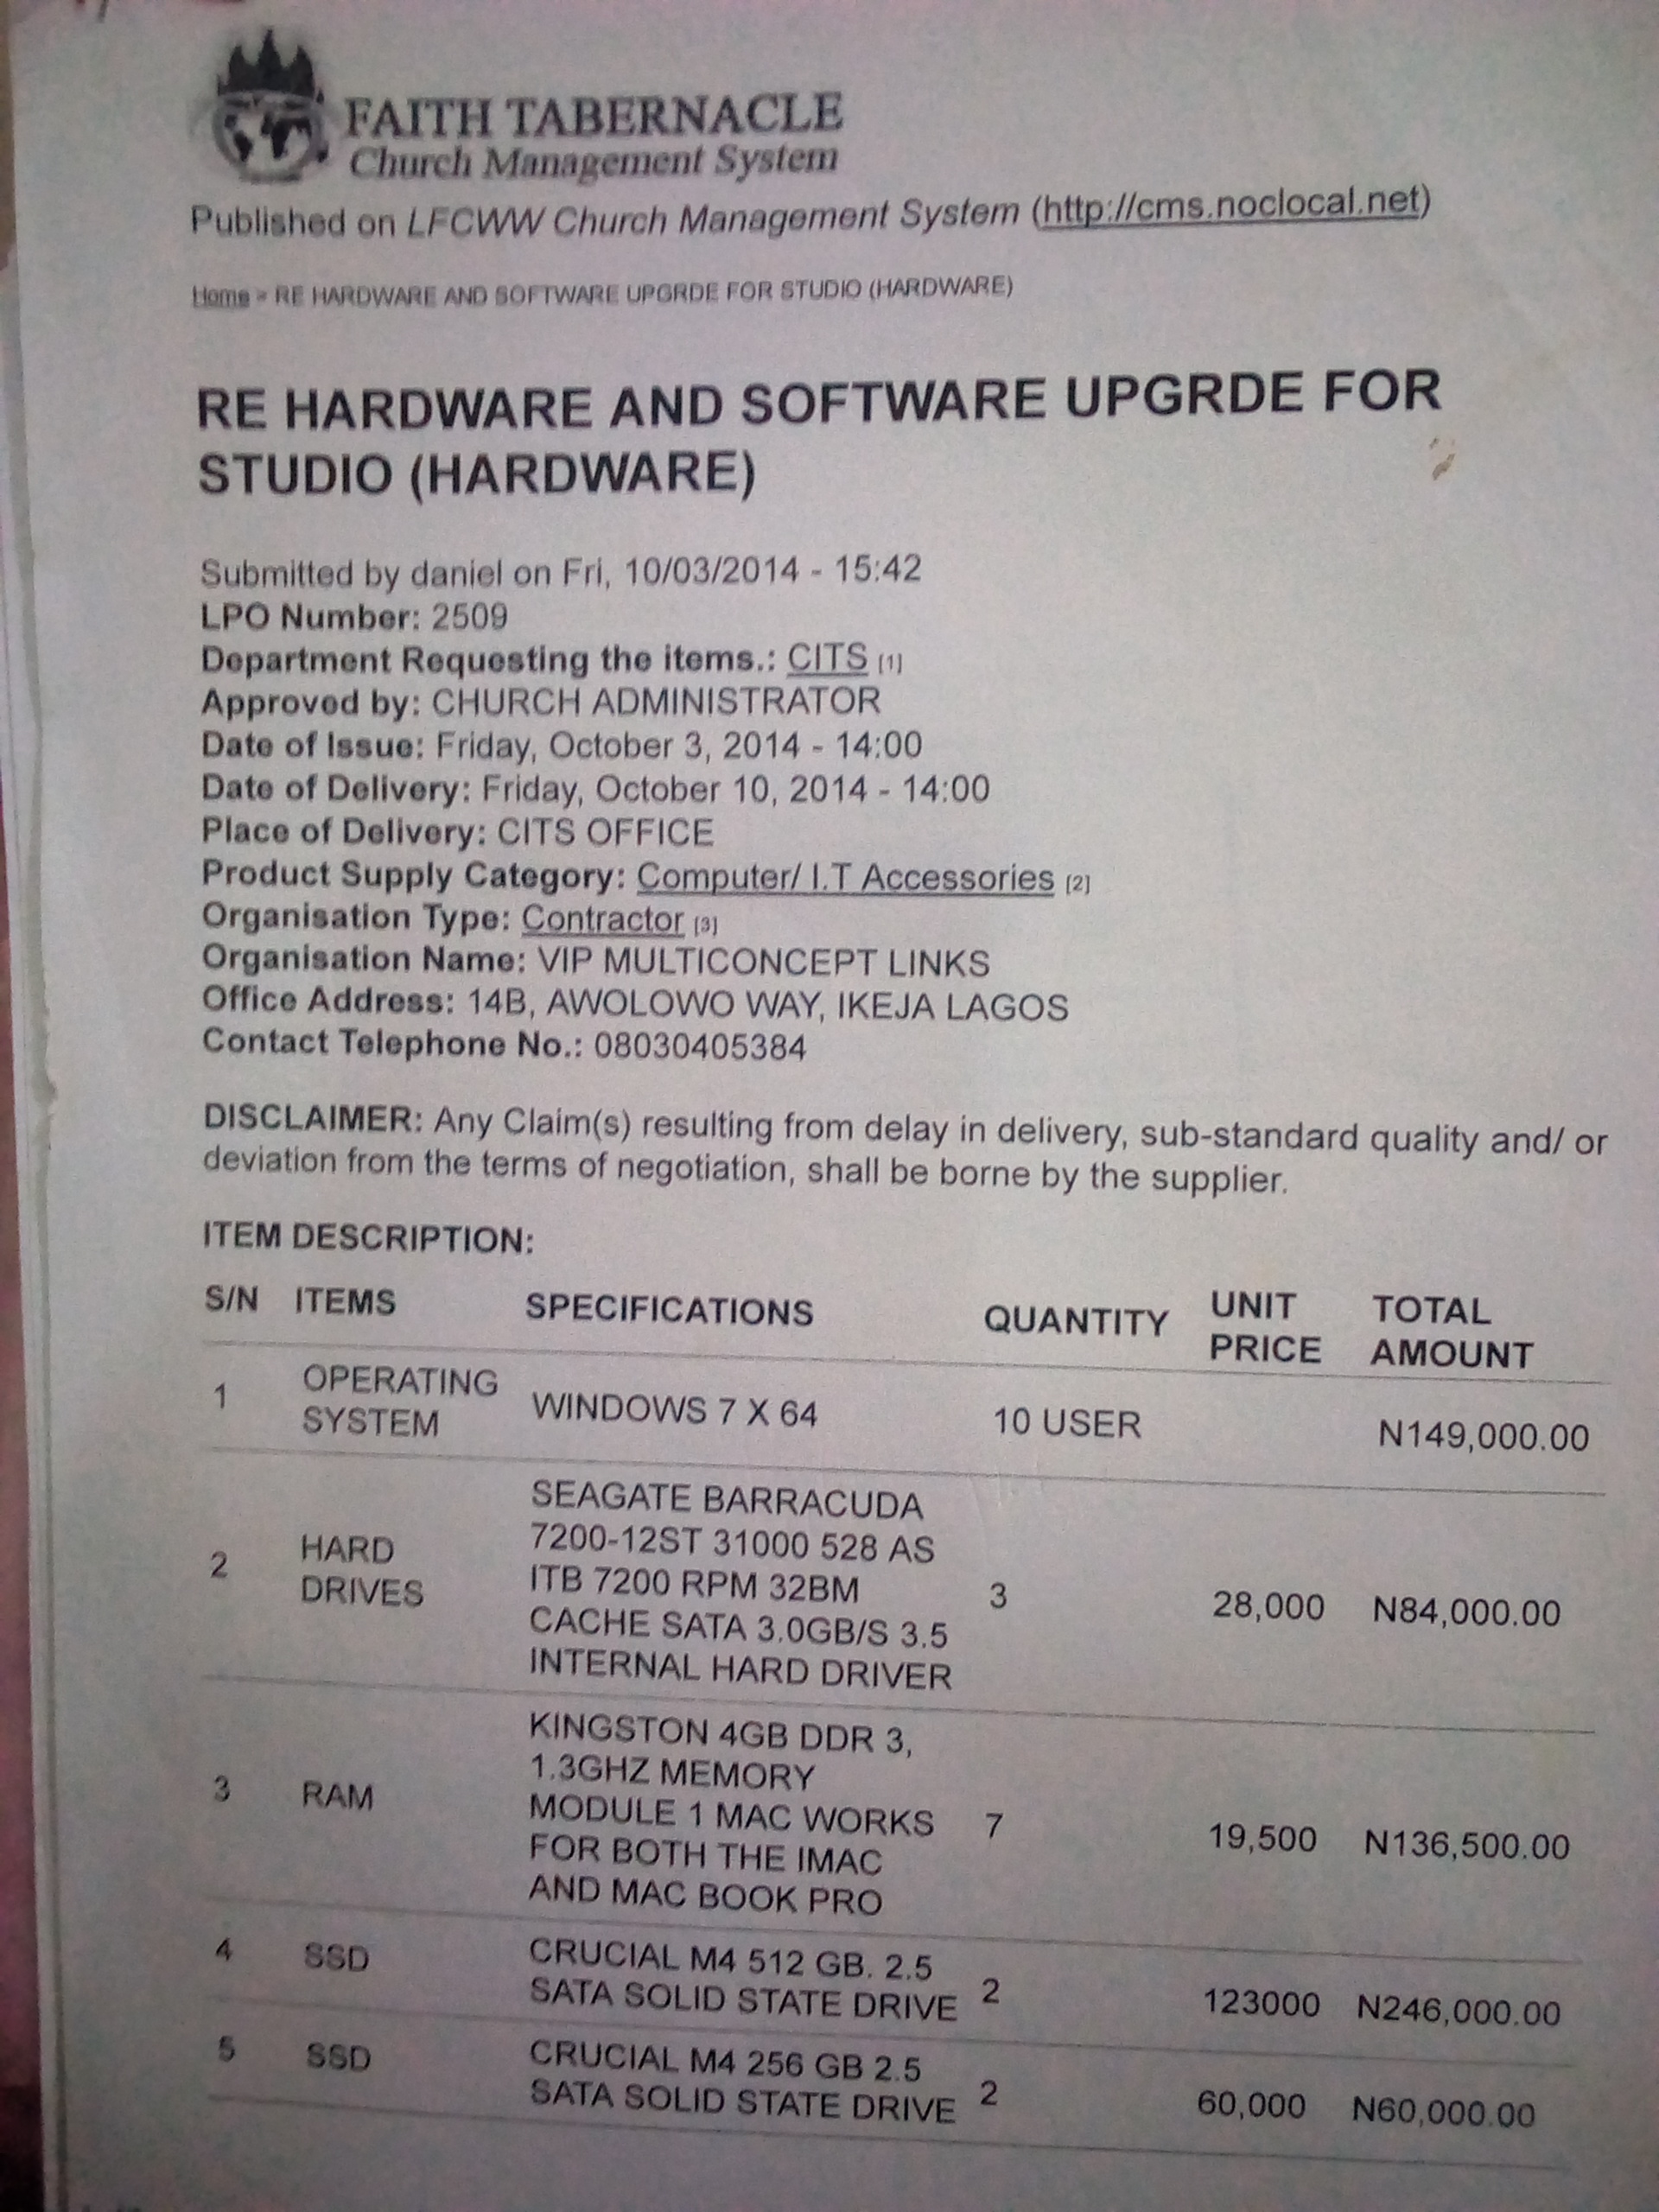 FAITH TABERNACLE
Church Management System
Published on LFCWW Church Management System (http://cms.noclocal.net)
Home » RE HARDWARE AND SOFTWARE UPGRDE FOR STUDIO (HARDWARE)
RE HARDWARE AND SOFTWARE UPGRDE FOR
STUDIO (HARDWARE)
Submitted by daniel on Fri, 10/03/2014 - 15:42
LPO Number: 2509
Department Requesting the items.: CITS [1]
Approved by: CHURCH ADMINISTRATOR
Date of Issue: Friday, October 3, 2014 - 14:00
Date of Delivery: Friday, October 10, 2014 - 14:00
Place of Delivery: CITS OFFICE
Product Supply Category: Computer/ I.T Accessories [2]
Organisation Type: Contractor [3]
Organisation Name: VIP MULTICONCEPT LINKS
Office Address: 14B, AWOLOWO WAY, IKEJA LAGOS
Contact Telephone No.: 08030405384
DISCLAIMER: Any Claim(s) resulting from delay in delivery, sub-standard quality and/ or
deviation from the terms of negotiation, shall be borne by the supplier.
ITEM DESCRIPTION:
S/N ITEMS SPECIFICATIONS QUANTITY UNIT PRICE TOTAL AMOUNT
1 OPERATING SYSTEM WINDOWS 7 X 64 10 USER N149,000.00
SEAGATE BARRACUDA
7200-12ST 31000 528 AS
2 HARD DRIVES ITB 7200 RPM 32BM 3 28,000 N84,000.00
CACHE SATA 3.0GB/S 3.5
INTERNAL HARD DRIVER
KINGSTON 4GB DDR 3,
1.3GHZ MEMORY
3 RAM MODULE 1 MAC WORKS 7 19,500 N136,500.00
FOR BOTH THE IMAC
AND MAC BOOK PRO
4 SSD CRUCIAL M4 512 GB. 2.5
SATA SOLID STATE DRIVE 2 123000 N246,000.00
5 SSD CRUCIAL M4 256 GB 2.5
SATA SOLID STATE DRIVE 2 60,000 N60,000.00